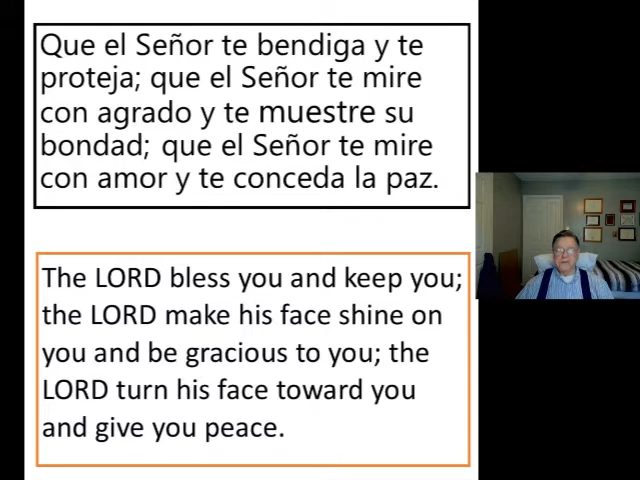 Que el Señor te bendiga y te
proteja; que el Señor te mire
con agrado y te muestre su
bondad; que el Señor te mire
con amor y te conceda la paz.
The LORD bless you and keep you;
the LORD make his face shine on
you and be gracious to you; the
LORD turn his face toward you
and give you peace.